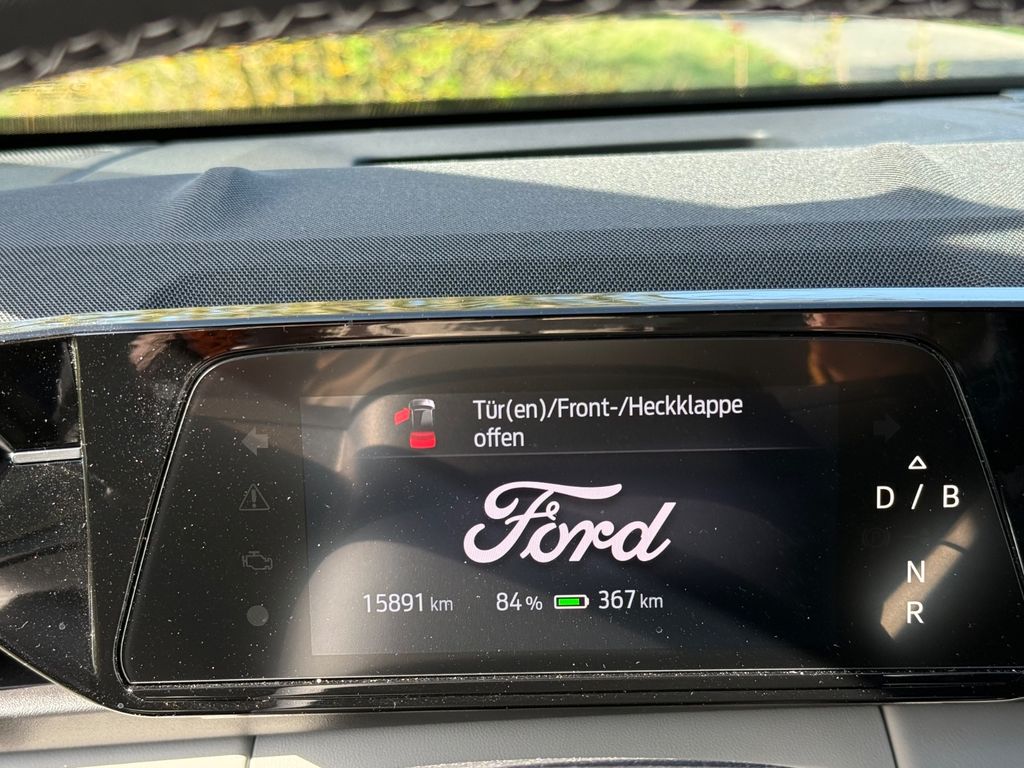 Tür(en)/Front-/Heckklappe
offen
Ford
D / B
N
R
15891 km 84 % 367 km